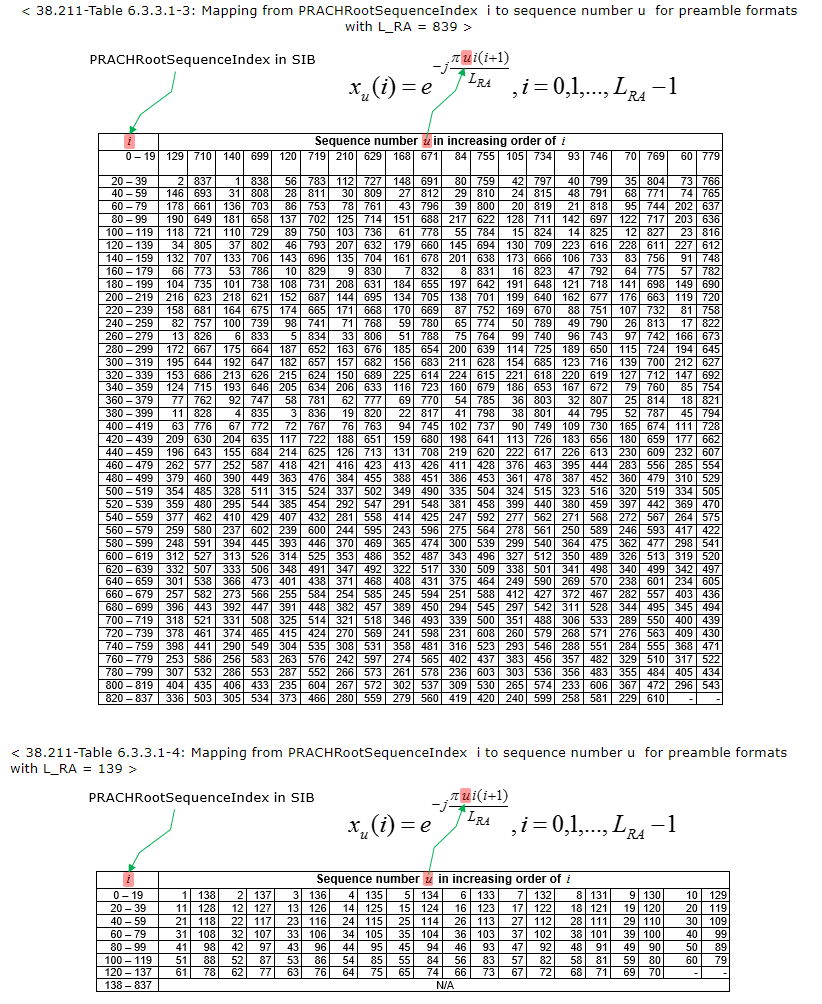 < 38.211-Table 6.3.3.1-3: Mapping from PRACHRootSequenceIndex i to sequence number u for preamble formats
with L_RA = 839 >
PRACHRootSequenceIndex in SIB
x_u(i) = e^{-j πui(i+1)/L_RA}, i = 0,1,..., L_RA −1
i Sequence number u in increasing order of i
0 – 19 129 710 140 699 120 719 210 629 168 671 84 755 105 734 93 746 70 769 60 779
20 – 39 2 837 1 838 56 783 112 727 148 691 80 759 42 797 40 799 35 804 73 766
40 – 59 146 693 31 808 28 811 30 809 27 812 29 810 24 815 48 791 68 771 74 765
60 – 79 178 661 136 703 86 753 78 761 43 796 39 800 20 819 21 818 95 744 202 637
80 – 99 190 649 181 658 137 702 125 714 151 688 217 622 128 711 142 697 122 717 203 636
100 – 119 118 721 110 729 89 750 103 736 61 778 55 784 15 824 14 825 12 827 23 816
120 – 139 34 805 37 802 46 793 207 632 179 660 145 694 130 709 223 616 228 611 227 612
140 – 159 132 707 133 706 143 696 135 704 161 678 201 638 173 666 106 733 83 756 91 748
160 – 179 66 773 53 786 10 829 9 830 7 832 8 831 16 823 47 792 64 775 57 782
180 – 199 104 735 101 738 108 731 208 631 184 655 197 642 191 648 121 718 141 698 149 690
200 – 219 216 623 218 621 152 687 144 695 134 705 138 701 199 640 162 677 176 663 119 720
220 – 239 158 681 164 675 174 665 171 668 170 669 87 752 169 670 88 751 107 732 81 758
240 – 259 82 757 100 739 98 741 71 768 59 780 65 774 50 789 49 790 26 813 17 822
260 – 279 13 826 6 833 5 834 33 806 51 788 75 764 99 740 96 743 97 742 166 673
280 – 299 172 667 175 664 187 652 163 676 185 654 200 639 114 725 189 650 115 724 194 645
300 – 319 195 644 192 647 182 657 157 682 156 683 211 628 154 685 123 716 139 700 212 627
320 – 339 153 686 213 626 215 624 150 689 225 614 224 615 221 618 220 619 127 712 147 692
340 – 359 124 715 193 646 205 634 206 633 116 723 160 679 186 653 167 672 79 760 85 754
360 – 379 77 762 92 747 58 781 62 777 69 770 54 785 36 803 32 807 25 814 18 821
380 – 399 11 828 4 835 3 836 19 820 22 817 41 798 38 801 44 795 52 787 45 794
400 – 419 63 776 67 772 72 767 76 763 94 745 102 737 90 749 109 730 165 674 111 728
420 – 439 209 630 204 635 117 722 188 651 159 680 198 641 113 726 183 656 180 659 177 662
440 – 459 196 643 155 684 214 625 126 713 131 708 219 620 222 617 226 613 230 609 232 607
460 – 479 262 577 252 587 418 421 416 423 413 426 411 428 376 463 395 444 283 556 285 554
480 – 499 379 460 390 449 363 476 384 455 388 451 386 453 361 478 387 452 360 479 310 529
500 – 519 354 485 328 511 315 524 337 502 349 490 335 504 324 515 323 516 320 519 334 505
520 – 539 359 480 295 544 385 454 292 547 291 548 381 458 399 440 380 459 397 442 369 470
540 – 559 377 462 410 429 407 432 281 558 414 425 247 592 277 562 271 568 272 567 264 575
560 – 579 259 580 237 602 239 600 244 595 243 596 275 564 278 561 250 589 246 593 417 422
580 – 599 248 591 394 445 393 446 370 469 365 474 300 539 299 540 364 475 362 477 298 541
600 – 619 312 527 313 526 314 525 353 486 352 487 343 496 327 512 350 489 326 513 319 520
620 – 639 332 507 333 506 348 491 347 492 322 517 330 509 338 501 341 498 340 499 342 497
640 – 659 301 538 366 473 401 438 371 468 408 431 375 464 249 590 269 570 238 601 234 605
660 – 679 257 582 273 566 255 584 254 585 245 594 251 588 412 427 372 467 282 557 403 436
680 – 699 396 443 392 447 391 448 382 457 389 450 294 545 297 542 311 528 344 495 345 494
700 – 719 318 521 331 508 325 514 321 518 346 493 339 500 351 488 306 533 289 550 400 439
720 – 739 378 461 374 465 415 424 270 569 241 598 231 608 260 579 268 571 276 563 409 430
740 – 759 398 441 290 549 304 535 308 531 358 481 316 523 293 546 288 551 284 555 368 471
760 – 779 253 586 256 583 263 576 242 597 274 565 402 437 383 456 357 482 329 510 317 522
780 – 799 307 532 286 553 287 552 266 573 261 578 236 603 303 536 356 483 355 484 405 434
800 – 819 404 435 406 433 235 604 267 572 302 537 309 530 265 574 233 606 367 472 296 543
820 – 837 336 503 305 534 373 466 280 559 279 560 419 420 240 599 258 581 229 610 - -
< 38.211-Table 6.3.3.1-4: Mapping from PRACHRootSequenceIndex i to sequence number u for preamble formats
with L_RA = 139 >
PRACHRootSequenceIndex in SIB
x_u(i) = e^{-j πui(i+1)/L_RA}, i = 0,1,..., L_RA −1
i Sequence number u in increasing order of i
0 – 19 1 138 2 137 3 136 4 135 5 134 6 133 7 132 8 131 9 130 10 129
20 – 39 11 128 12 127 13 126 14 125 15 124 16 123 17 122 18 121 19 120 20 119
40 – 59 21 118 22 117 23 116 24 115 25 114 26 113 27 112 28 111 29 110 30 109
60 – 79 31 108 32 107 33 106 34 105 35 104 36 103 37 102 38 101 39 100 40 99
80 – 99 41 98 42 97 43 96 44 95 45 94 46 93 47 92 48 91 49 90 50 89
100 – 119 51 88 52 87 53 86 54 85 55 84 56 83 57 82 58 81 59 80 60 79
120 – 137 61 78 62 77 63 76 64 75 65 74 66 73 67 72 68 71 69 70 - -
138 – 837 N/A